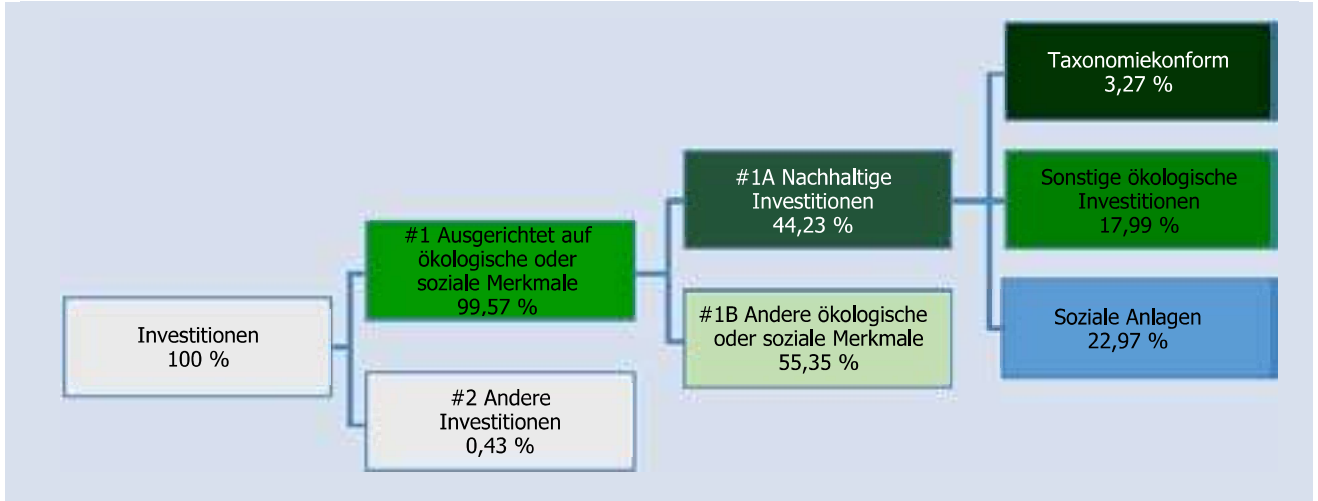 Investitionen
100 %
#1 Ausgerichtet auf
ökologische oder
soziale Merkmale
99,57 %
#2 Andere
Investitionen
0,43 %
#1A Nachhaltige
Investitionen
44,23 %
#1B Andere ökologische
oder soziale Merkmale
55,35 %
Taxonomiekonform
3,27 %
Sonstige ökologische
Investitionen
17,99 %
Soziale Anlagen
22,97 %